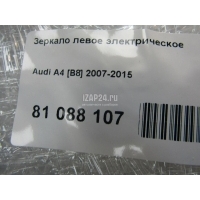 Зеркало левое электрическое
Audi A4 [B8] 2007-2015
IZAP24.RU
81 088 107